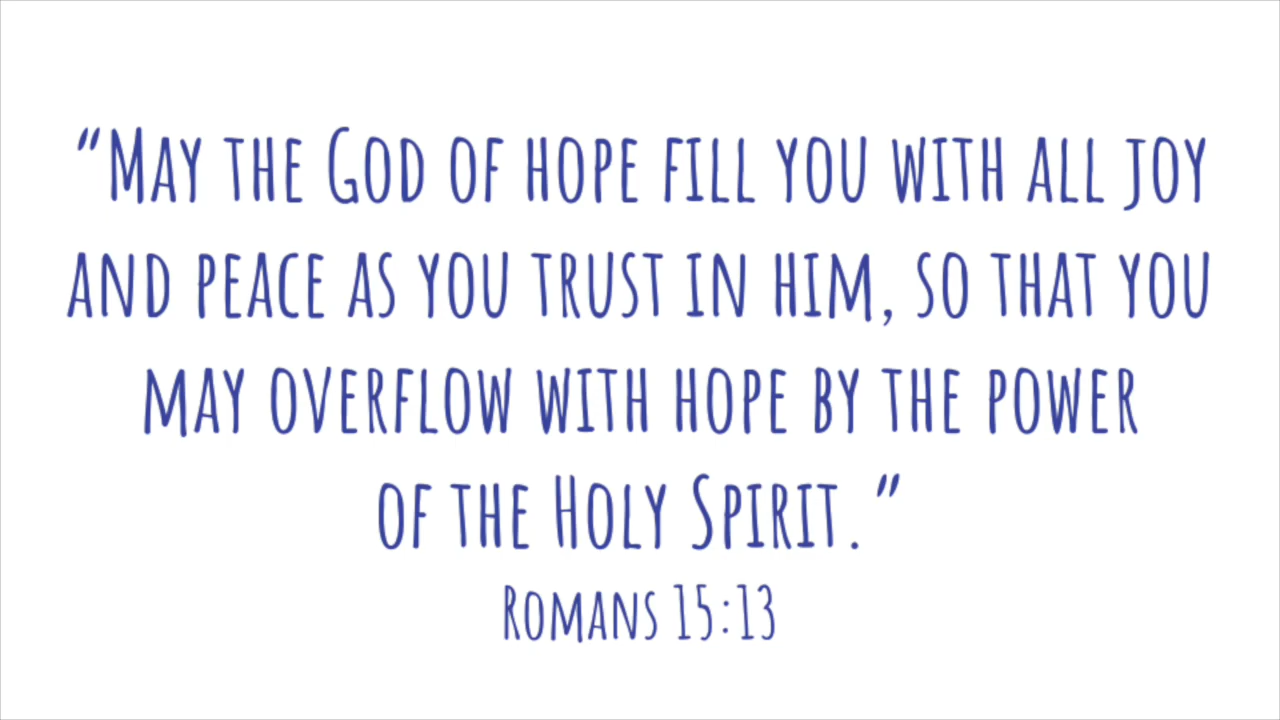 “May the God of hope fill you with all joy
and peace as you trust in him, so that you
may overflow with hope by the power
of the Holy Spirit.”
Romans 15:13